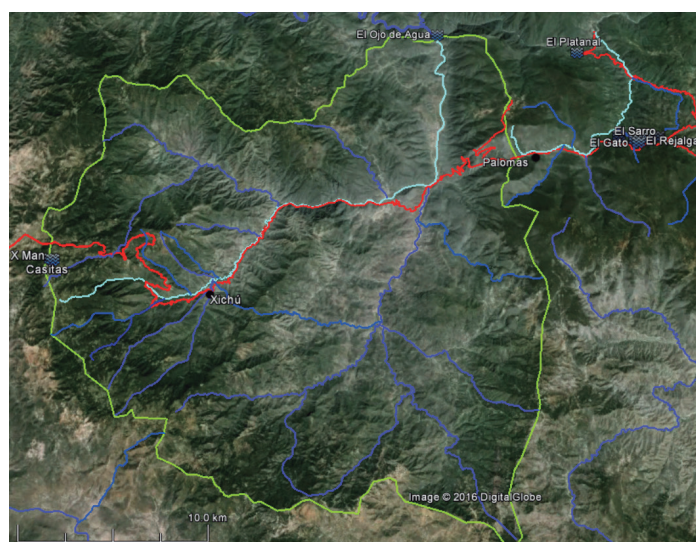 El Ojo de Agua
El Platanal
El Sarro
El Gato
El Rejalga
Palomas
X Man
Casitas
Xichú
Image © 2016 DigitalGlobe
10.0 km